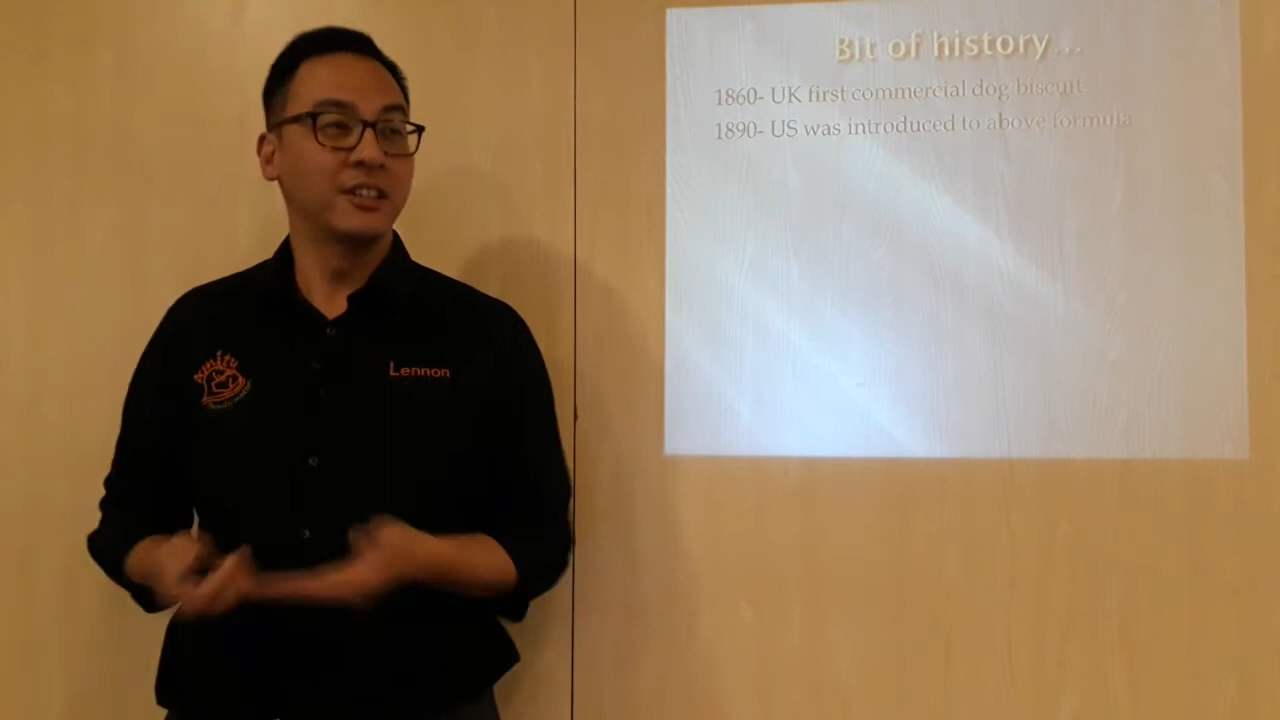 Bit of history...
1860- UK first commercial dog biscuit
1890- US was introduced to above formula
Lennon